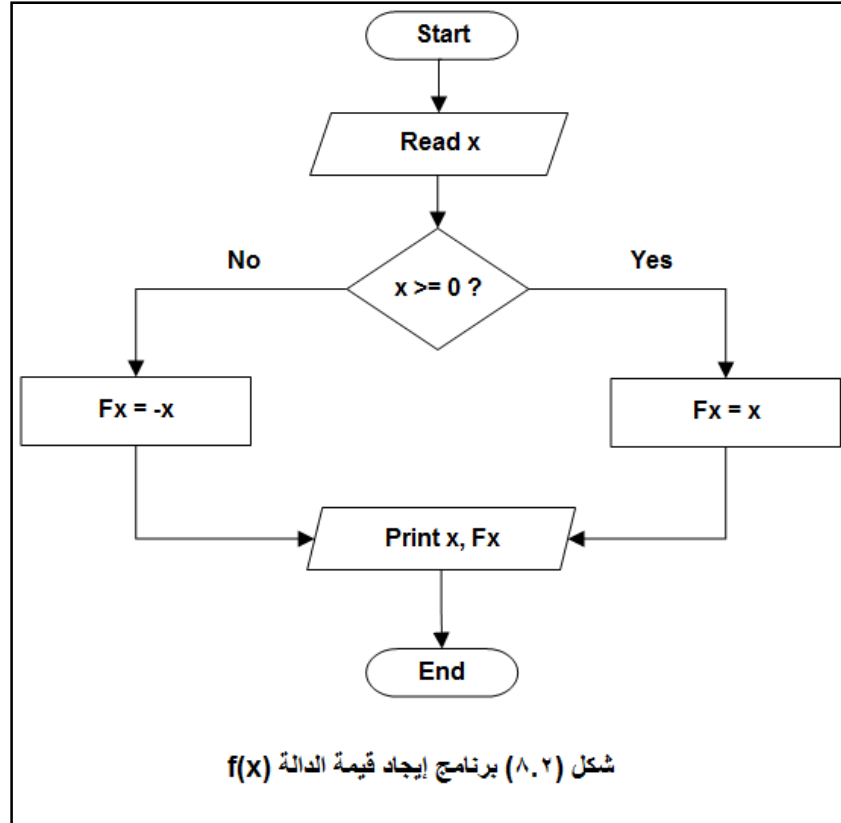 Start
Read x
x >= 0 ?
No
Yes
Fx = -x
Fx = x
Print x, Fx
End
شكل (٨.٢) برنامج إيجاد قيمة الدالة f(x)